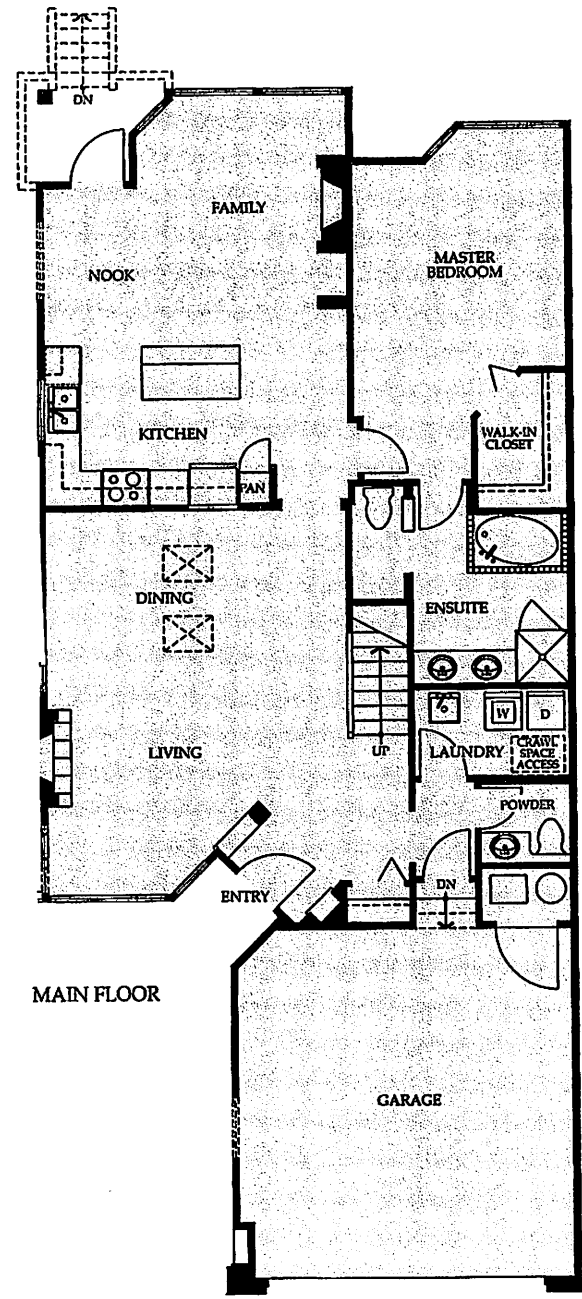 DN
FAMILY
NOOK
MASTER
BEDROOM
KITCHEN
WALK-IN
CLOSET
PAN
DINING
ENSUITE
LIVING
UP
LAUNDRY
W
D
CRAWL
SPACE
ACCESS
POWDER
ENTRY
DN
MAIN FLOOR
GARAGE